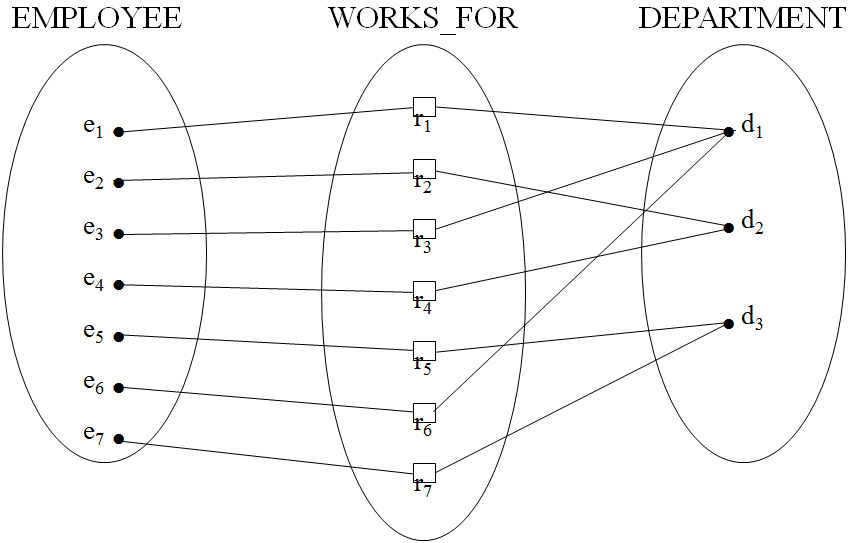 EMPLOYEE WORKS_FOR DEPARTMENT
e1 r1 d1
e2 r2 d2
e3 r3 d3
e4 r4
e5 r5
e6 r6
e7 r7